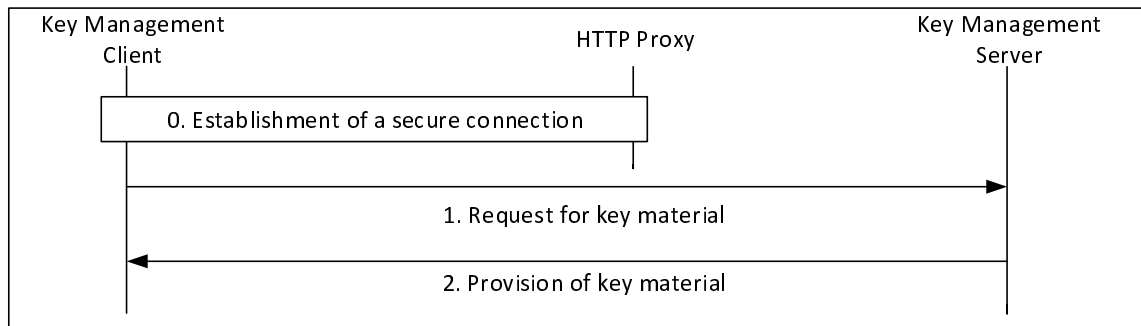 Key Management
Client
HTTP Proxy
Key Management
Server
0. Establishment of a secure connection
1. Request for key material
2. Provision of key material